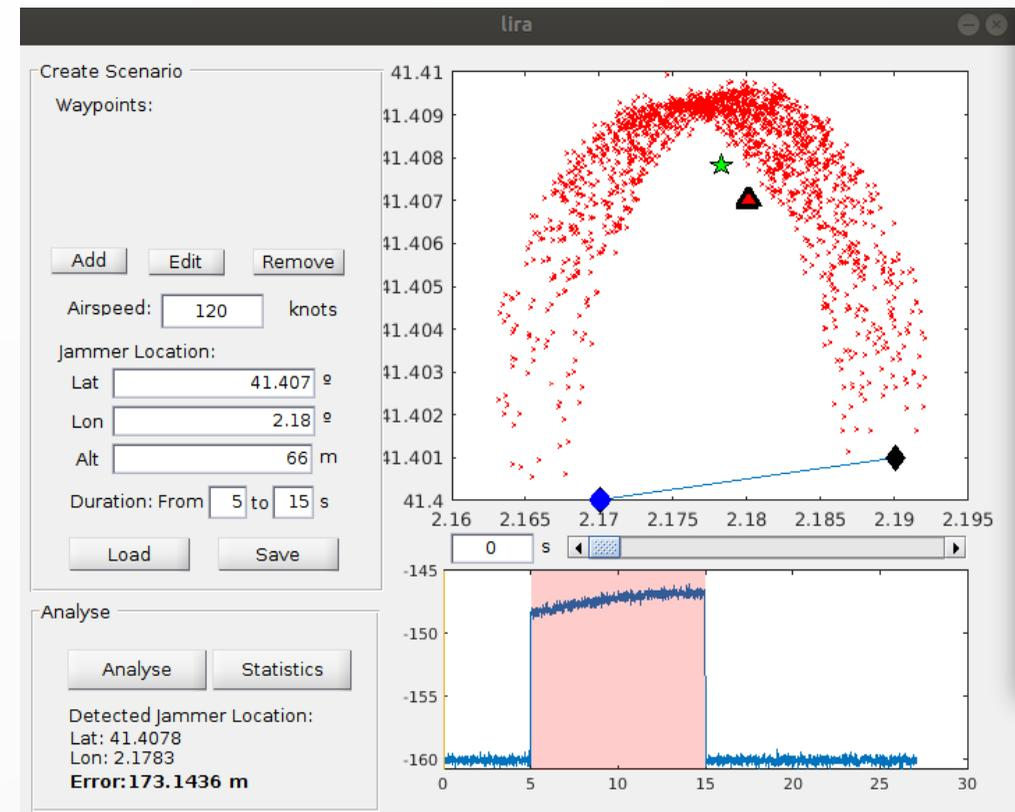 lira
Create Scenario
Waypoints:
Add Edit Remove
Airspeed: 120 knots
Jammer Location:
Lat 41.407 º
Lon 2.18 º
Alt 66 m
Duration: From 5 to 15 s
Load Save
Analyse
Analyse Statistics
Detected Jammer Location:
Lat: 41.4078
Lon: 2.1783
Error:173.1436 m
41.41
41.409
41.408
41.407
41.406
41.405
41.404
41.403
41.402
41.401
41.4
2.16 2.165 2.17 2.175 2.18 2.185 2.19 2.195
0 s
-145
-150
-155
-160
0 5 10 15 20 25 30